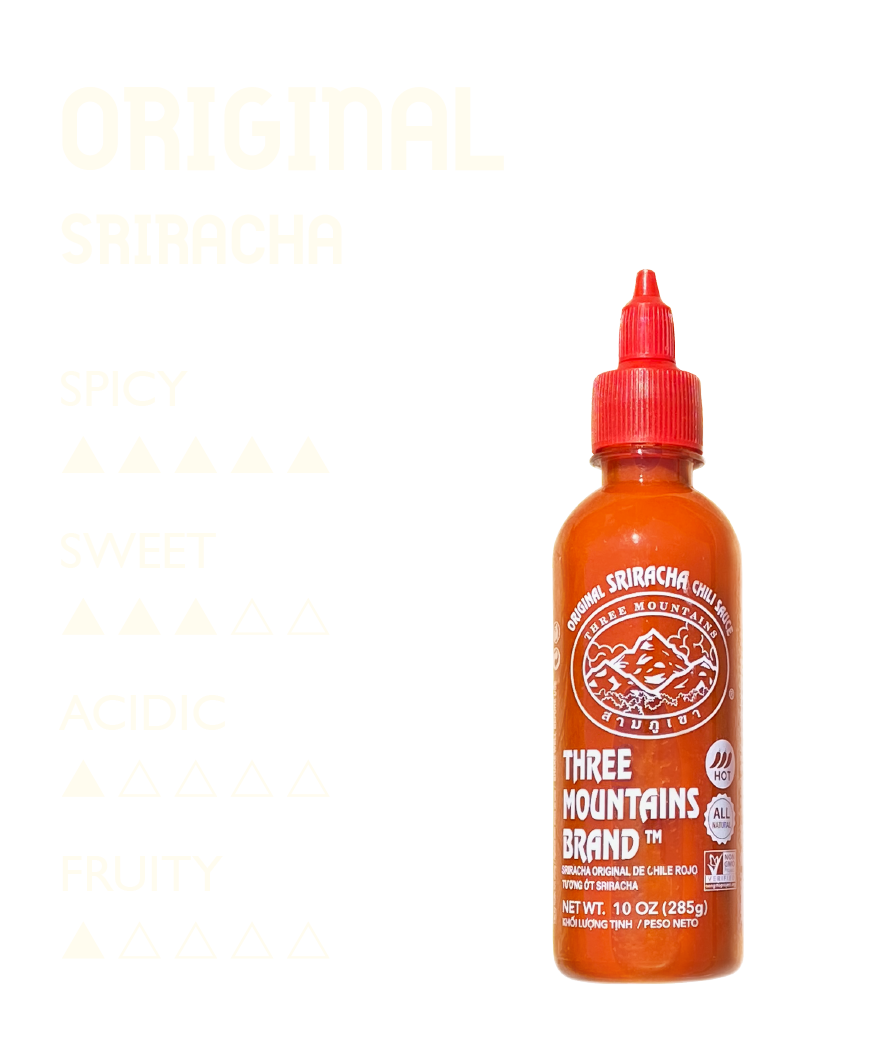 ORIGINAL
SRIRACHA
SPICY
SWEET
ACIDIC
FRUITY
ORIGINAL SRIRACHA CHILI SAUCE
THREE MOUNTAINS
สามภูเขา
®
THREE
MOUNTAINS
BRAND™
HOT
ALL
NATURAL
SRIRACHA ORIGINAL DE CHILE ROJO
TƯƠNG ỚT SRIRACHA
VERIFIED
NET WT. 10 OZ (285g)
KHỐI LƯỢNG TỊNH / PESO NETO